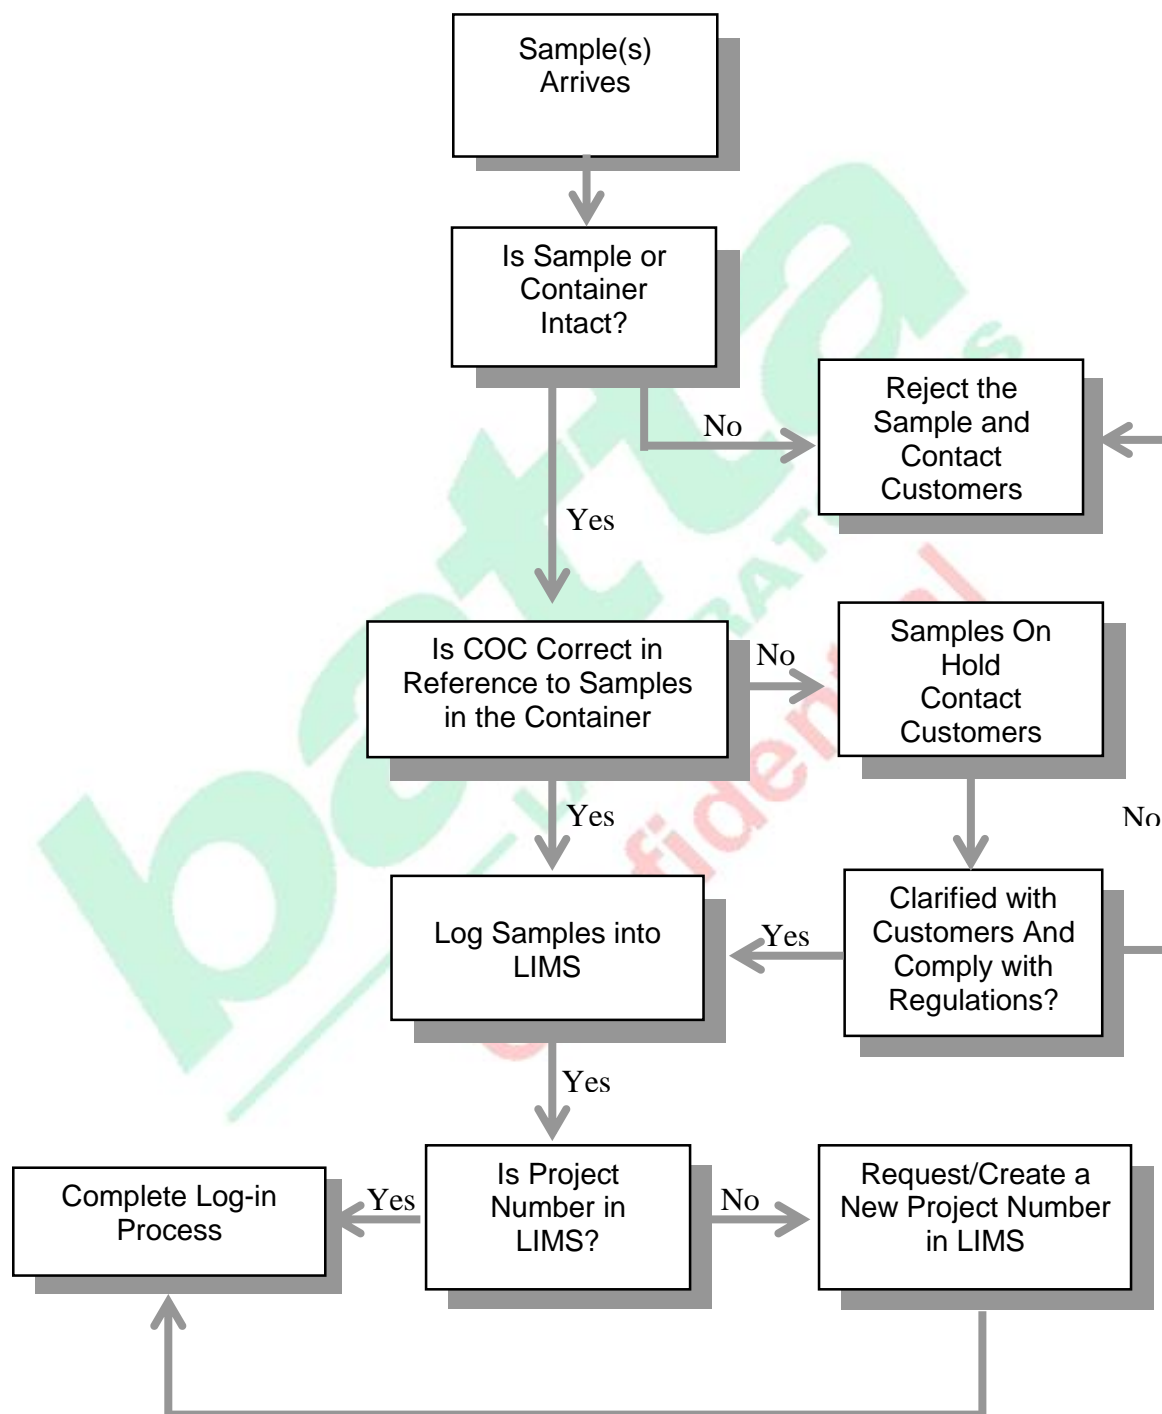 Sample(s)
Arrives
Is Sample or
Container
Intact?
No
Reject the
Sample and
Contact
Customers
Yes
Is COC Correct in
Reference to Samples
in the Container
No
Samples On
Hold
Contact
Customers
Yes
No
Log Samples into
LIMS
Yes
Clarified with
Customers And
Comply with
Regulations?
Yes
Complete Log-in
Process
Yes
Is Project
Number in
LIMS?
No
Request/Create a
New Project Number
in LIMS
batta